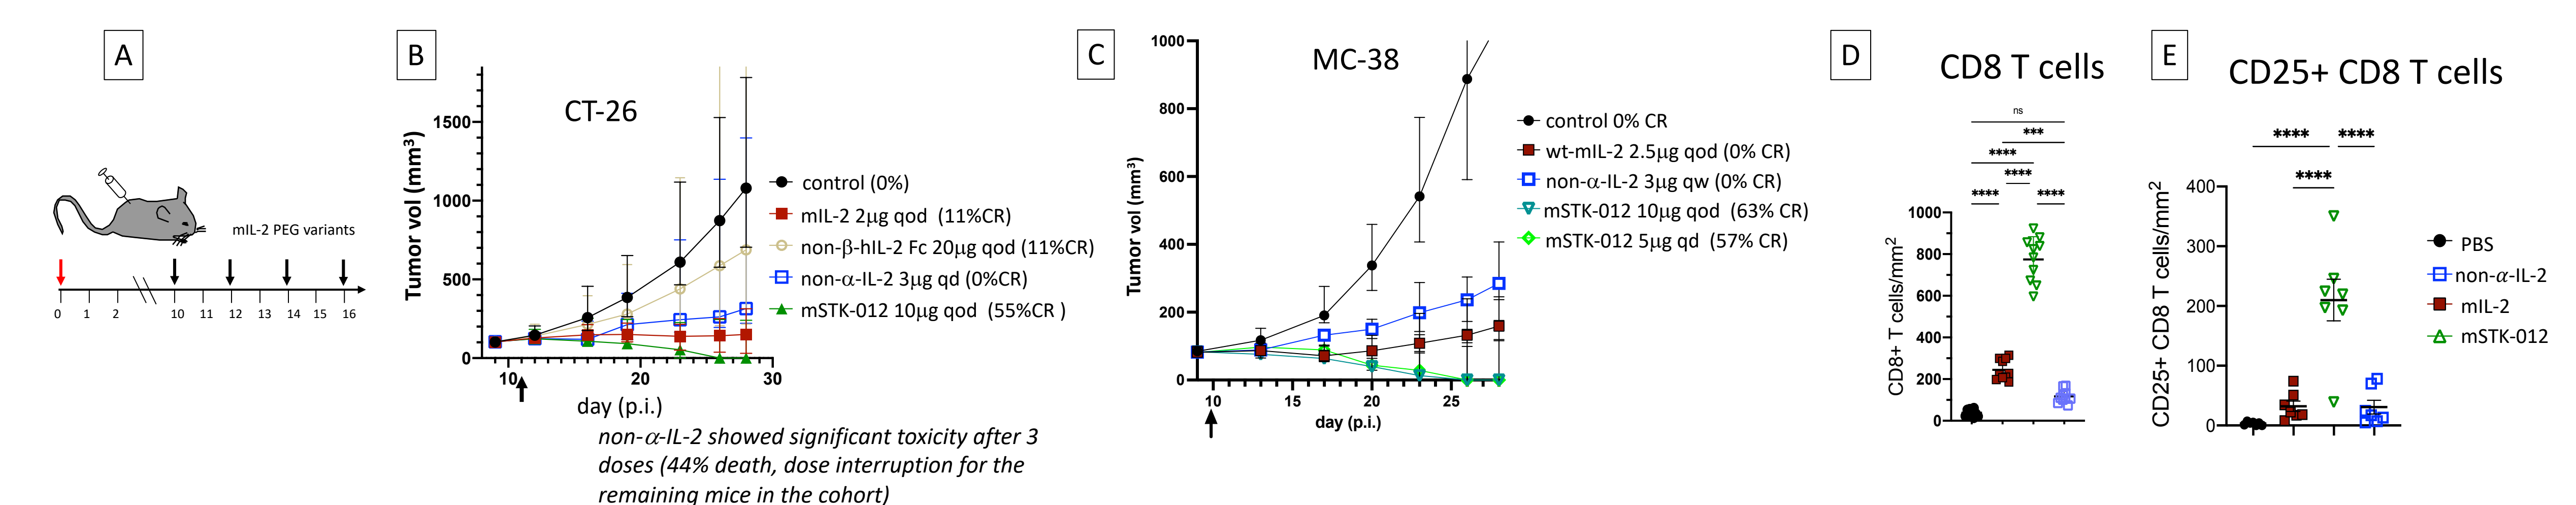 A
mIL-2 PEG variants
0 1 2 10 11 12 13 14 15 16
B
CT-26
Tumor vol (mm³)
1500
1000
500
0
10 20 30
day (p.i.)
control (0%)
mIL-2 2μg qod (11%CR)
non-β-hIL-2 Fc 20μg qod (11%CR)
non-α-IL-2 3μg qd (0%CR)
mSTK-012 10μg qod (55%CR )
non-α-IL-2 showed significant toxicity after 3
doses (44% death, dose interruption for the
remaining mice in the cohort)
C
MC-38
Tumor vol (mm³)
1000
800
600
400
200
0
10 15 20 25
day (p.i.)
control 0% CR
wt-mIL-2 2.5μg qod (0% CR)
non-α-IL-2 3μg qw (0% CR)
mSTK-012 10μg qod (63% CR)
mSTK-012 5μg qd (57% CR)
D
CD8 T cells
ns
***
****
****
**** ****
CD8+ T cells/mm²
1000
800
600
400
200
0
E
CD25+ CD8 T cells
**** ****
****
CD25+ CD8 T cells/mm²
400
300
200
100
0
PBS
non-α-IL-2
mIL-2
mSTK-012